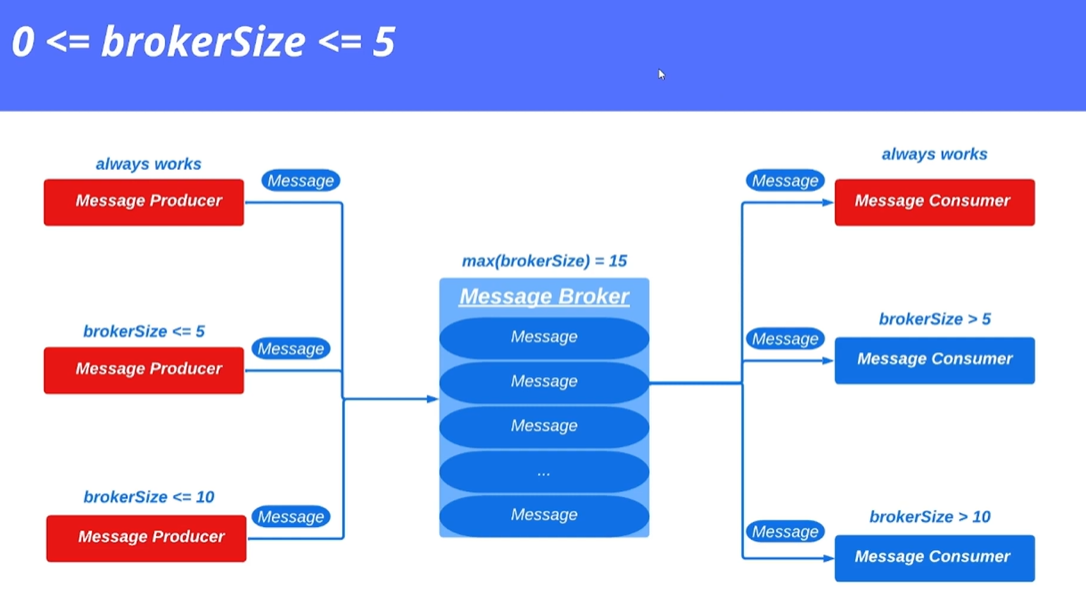 0 <= brokerSize <= 5
always works
Message Producer
Message
brokerSize <= 5
Message Producer
Message
brokerSize <= 10
Message Producer
Message
max(brokerSize) = 15
Message Broker
Message
Message
Message
...
Message
always works
Message
Message Consumer
brokerSize > 5
Message
Message Consumer
brokerSize > 10
Message
Message Consumer